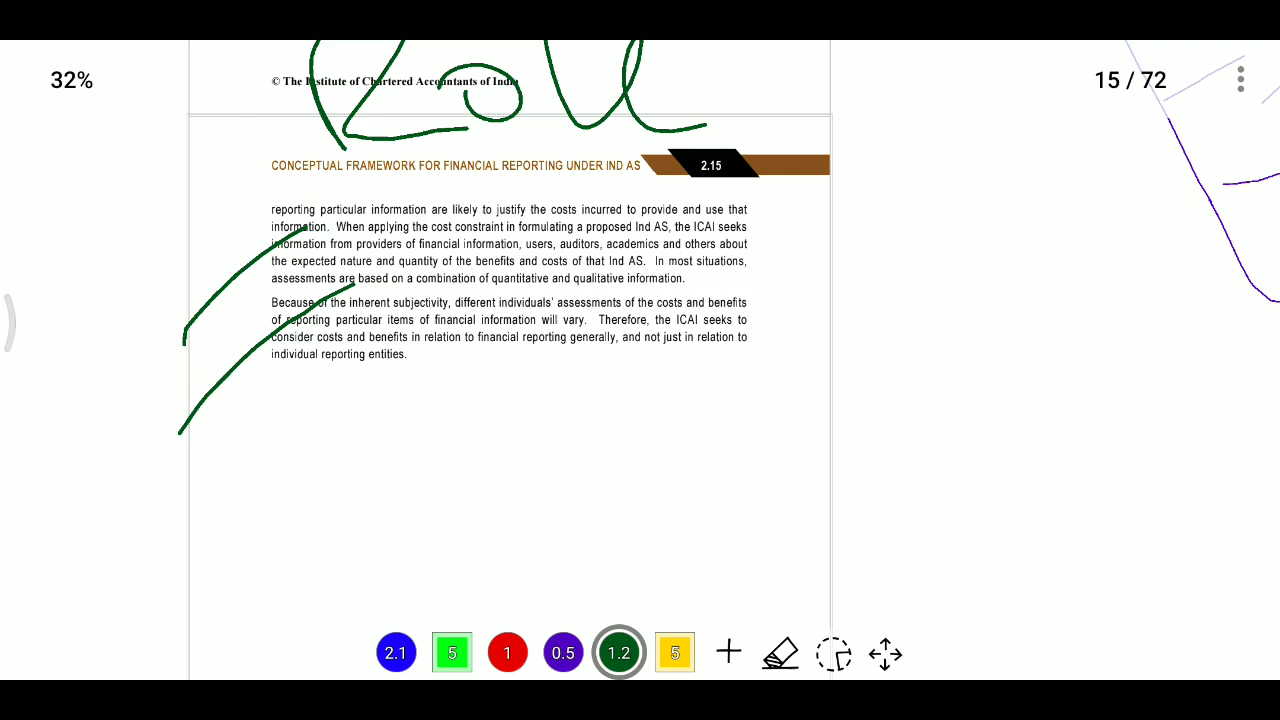 32%
15 / 72
© The Institute of Chartered Accountants of India
CONCEPTUAL FRAMEWORK FOR FINANCIAL REPORTING UNDER IND AS 2.15
reporting particular information are likely to justify the costs incurred to provide and use that
information. When applying the cost constraint in formulating a proposed Ind AS, the ICAI seeks
information from providers of financial information, users, auditors, academics and others about
the expected nature and quantity of the benefits and costs of that Ind AS. In most situations,
assessments are based on a combination of quantitative and qualitative information.
Because of the inherent subjectivity, different individuals' assessments of the costs and benefits
of reporting particular items of financial information will vary. Therefore, the ICAI seeks to
consider costs and benefits in relation to financial reporting generally, and not just in relation to
individual reporting entities.
2.1 5 1 0.5 1.2 5